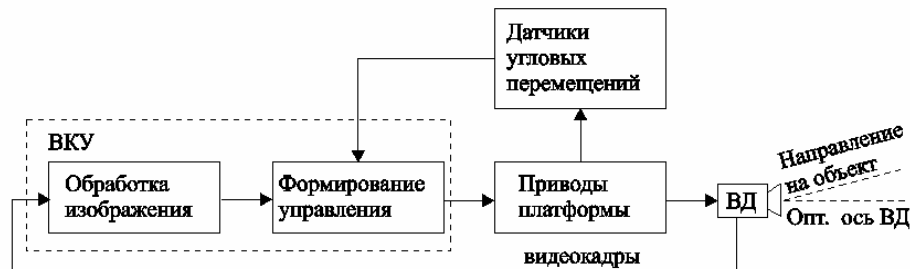 Датчики
угловых
перемещений
ВКУ
Обработка
изображения
Формирование
управления
Приводы
платформы
ВД
Направление
на объект
Опт. ось ВД
видеокадры